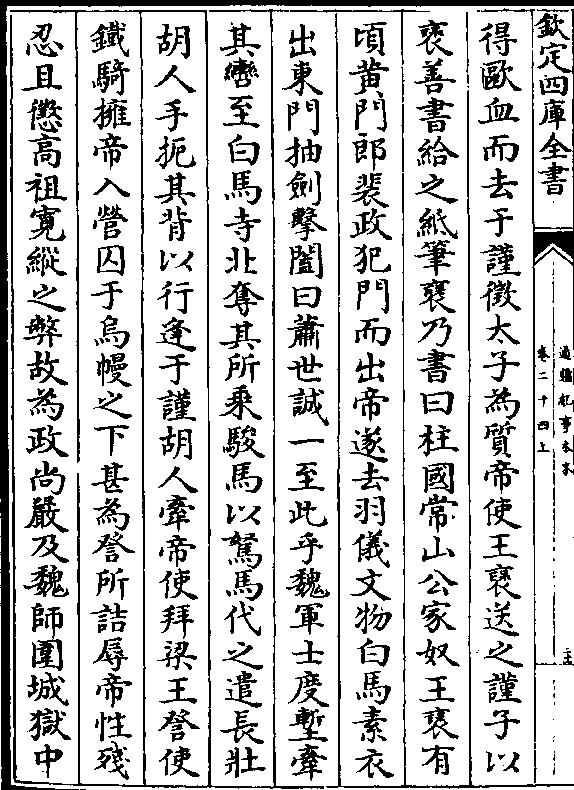 欽定四庫全書
通鑑紀事本末
卷二十四上
得歐血而去于謹徵太子為質帝使王褒送之謹子以
褒善書給之紙筆褒乃書曰柱國常山公家奴王褒有
頃黄門郎裴政犯門而出帝遂去羽儀文物白馬素衣
出東門抽劍擊闔曰蕭世誠一至此乎魏軍士度塹牽
其轡至白馬寺北奪其所乘駿馬以駑馬代之遣長壯
胡人手扼其背以行逢于謹胡人牽帝使拜梁王詧使
鐵騎擁帝入營囚于烏幔之下甚為詧所詰辱帝性殘
忍且懲高祖寛縱之弊故為政尚嚴及魏師圍城獄中